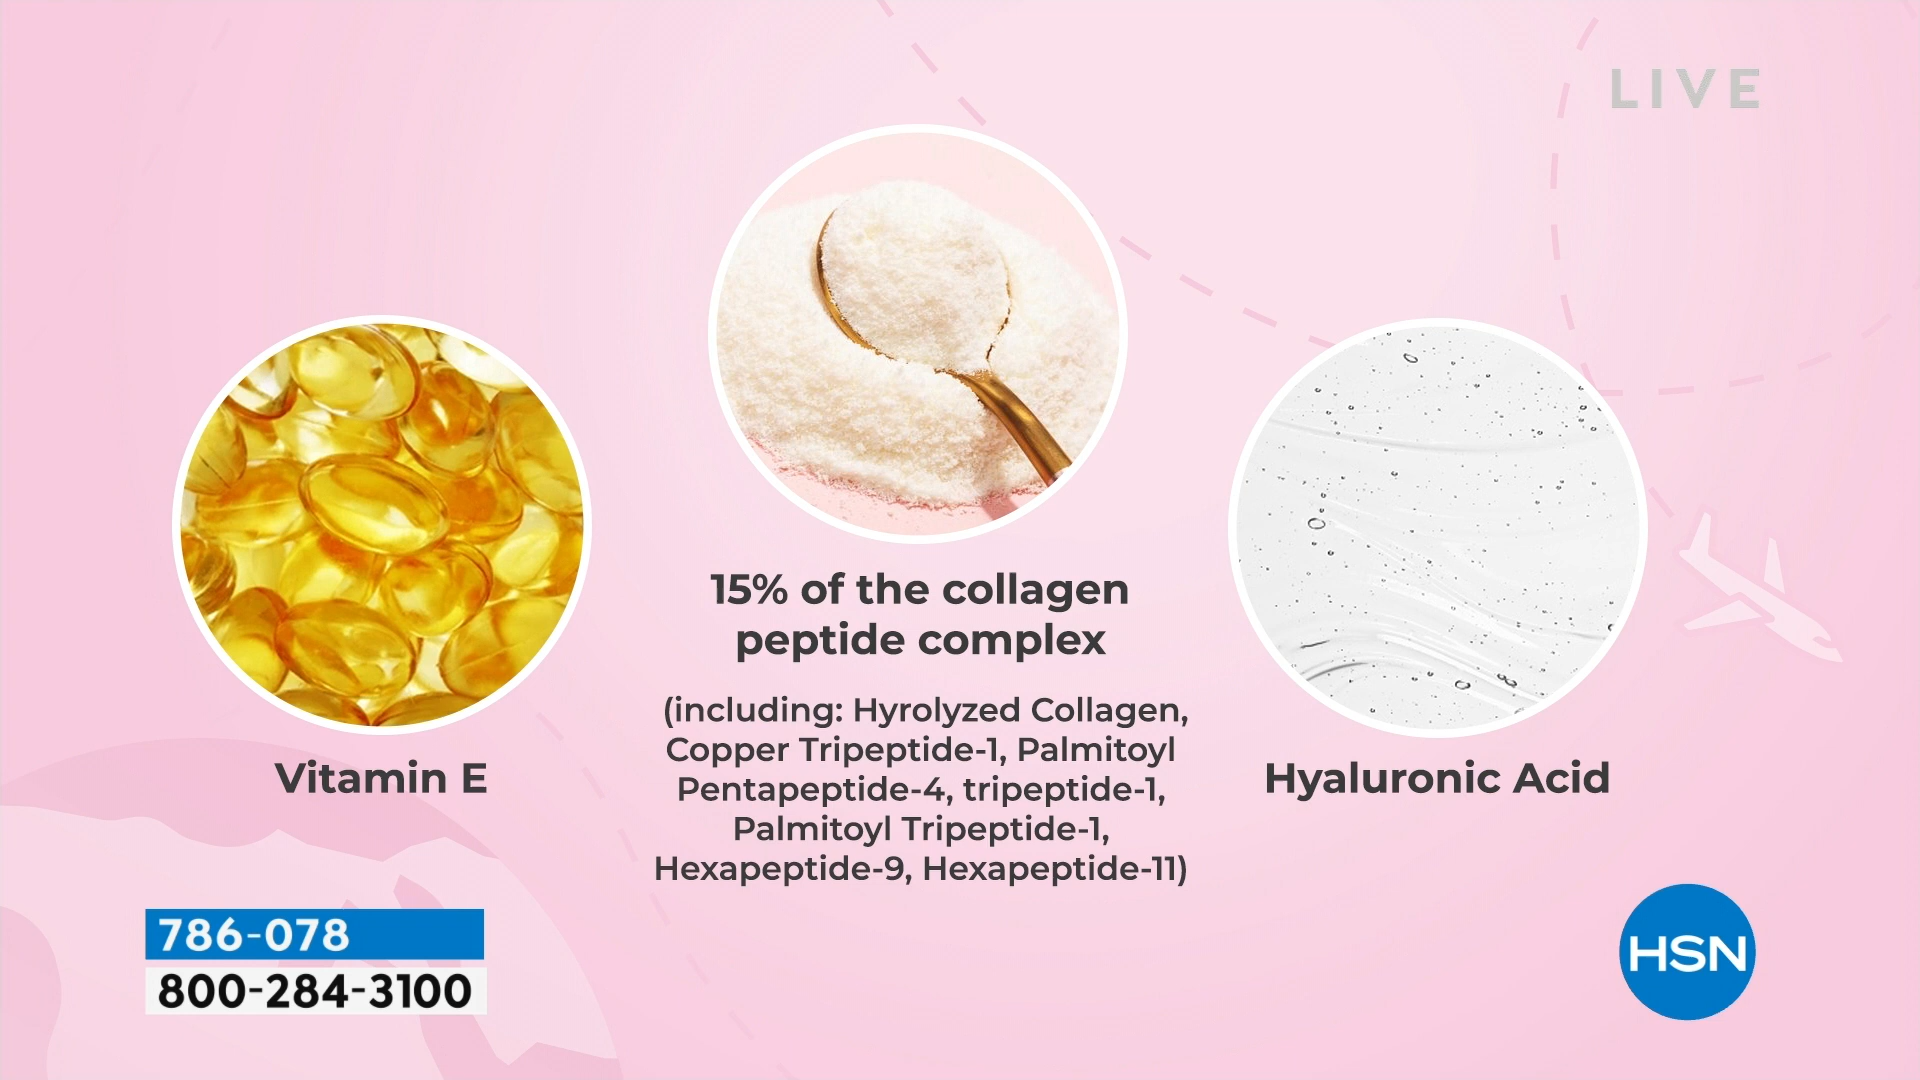 LIVE
15% of the collagen
peptide complex
(including: Hyrolyzed Collagen,
Copper Tripeptide-1, Palmitoyl
Pentapeptide-4, tripeptide-1,
Palmitoyl Tripeptide-1,
Hexapeptide-9, Hexapeptide-11)
Vitamin E
Hyaluronic Acid
786-078
800-284-3100
HSN